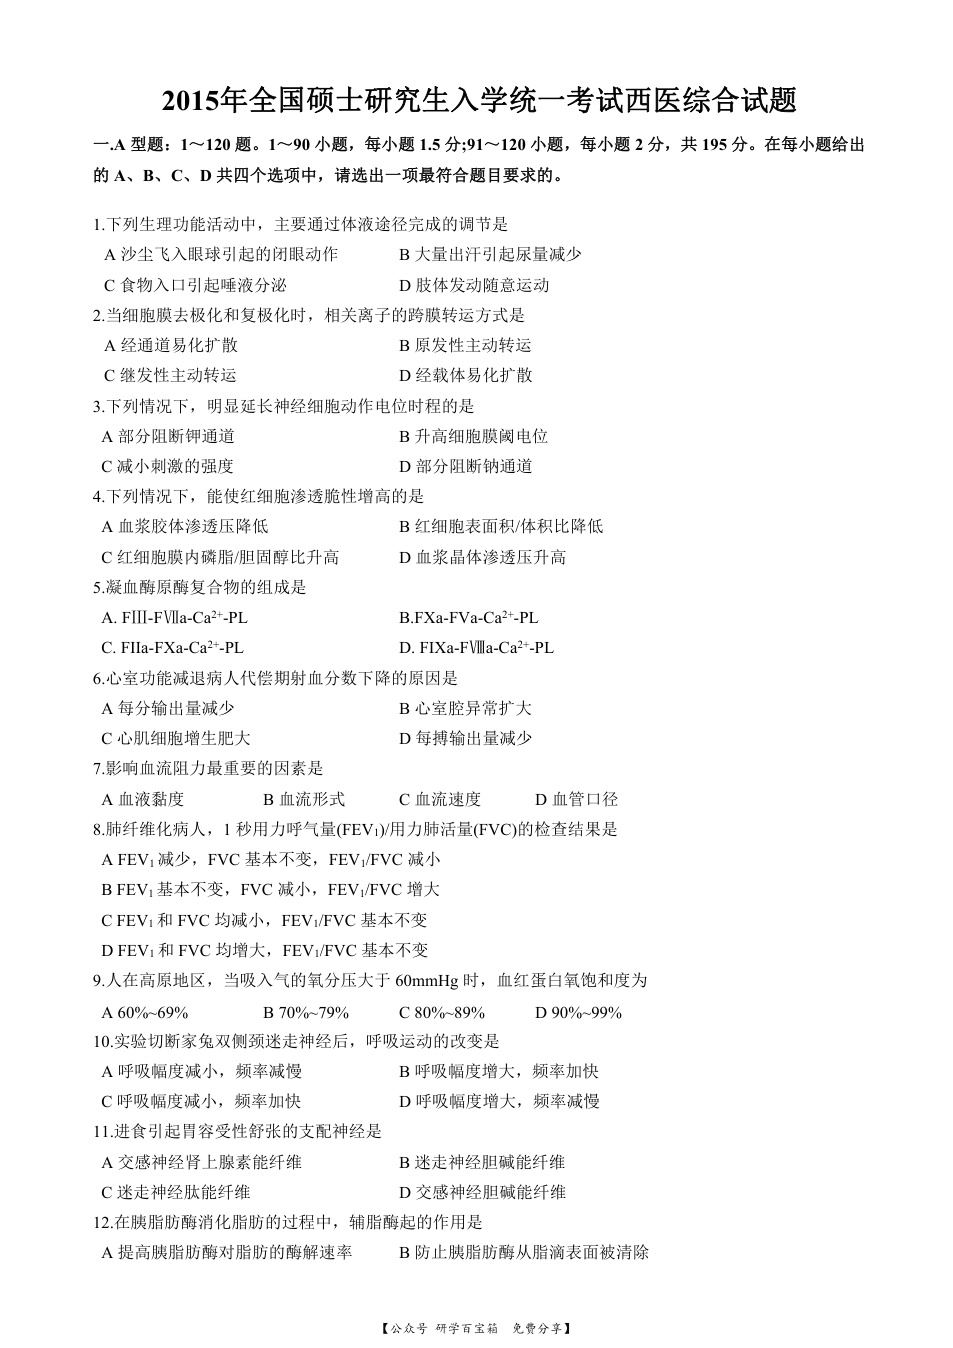 2015年全国硕士研究生入学统一考试西医综合试题
一.A 型题：1～120 题。1～90 小题，每小题 1.5 分;91～120 小题，每小题 2 分，共 195 分。在每小题给出
的 A、B、C、D 共四个选项中，请选出一项最符合题目要求的。
1.下列生理功能活动中，主要通过体液途径完成的调节是
A 沙尘飞入眼球引起的闭眼动作 B 大量出汗引起尿量减少
C 食物入口引起唾液分泌 D 肢体发动随意运动
2.当细胞膜去极化和复极化时，相关离子的跨膜转运方式是
A 经通道易化扩散 B 原发性主动转运
C 继发性主动转运 D 经载体易化扩散
3.下列情况下，明显延长神经细胞动作电位时程的是
A 部分阻断钾通道 B 升高细胞膜阈电位
C 减小刺激的强度 D 部分阻断钠通道
4.下列情况下，能使红细胞渗透脆性增高的是
A 血浆胶体渗透压降低 B 红细胞表面积/体积比降低
C 红细胞膜内磷脂/胆固醇比升高 D 血浆晶体渗透压升高
5.凝血酶原酶复合物的组成是
A. FⅢ-FⅦa-Ca²⁺-PL B.FXa-FVa-Ca²⁺-PL
C. FIIa-FXa-Ca²⁺-PL D. FIXa-FⅧa-Ca²⁺-PL
6.心室功能减退病人代偿期射血分数下降的原因是
A 每分输出量减少 B 心室腔异常扩大
C 心肌细胞增生肥大 D 每搏输出量减少
7.影响血流阻力最重要的因素是
A 血液黏度 B 血流形式 C 血流速度 D 血管口径
8.肺纤维化病人，1 秒用力呼气量(FEV₁)/用力肺活量(FVC)的检查结果是
A FEV₁ 减少，FVC 基本不变，FEV₁/FVC 减小
B FEV₁ 基本不变，FVC 减小，FEV₁/FVC 增大
C FEV₁ 和 FVC 均减小，FEV₁/FVC 基本不变
D FEV₁ 和 FVC 均增大，FEV₁/FVC 基本不变
9.人在高原地区，当吸入气的氧分压大于 60mmHg 时，血红蛋白氧饱和度为
A 60%~69% B 70%~79% C 80%~89% D 90%~99%
10.实验切断家兔双侧颈迷走神经后，呼吸运动的改变是
A 呼吸幅度减小，频率减慢 B 呼吸幅度增大，频率加快
C 呼吸幅度减小，频率加快 D 呼吸幅度增大，频率减慢
11.进食引起胃容受性舒张的支配神经是
A 交感神经肾上腺素能纤维 B 迷走神经胆碱能纤维
C 迷走神经肽能纤维 D 交感神经胆碱能纤维
12.在胰脂肪酶消化脂肪的过程中，辅脂酶起的作用是
A 提高胰脂肪酶对脂肪的酶解速率 B 防止胰脂肪酶从脂滴表面被清除
【公众号 研学百宝箱 免费分享】